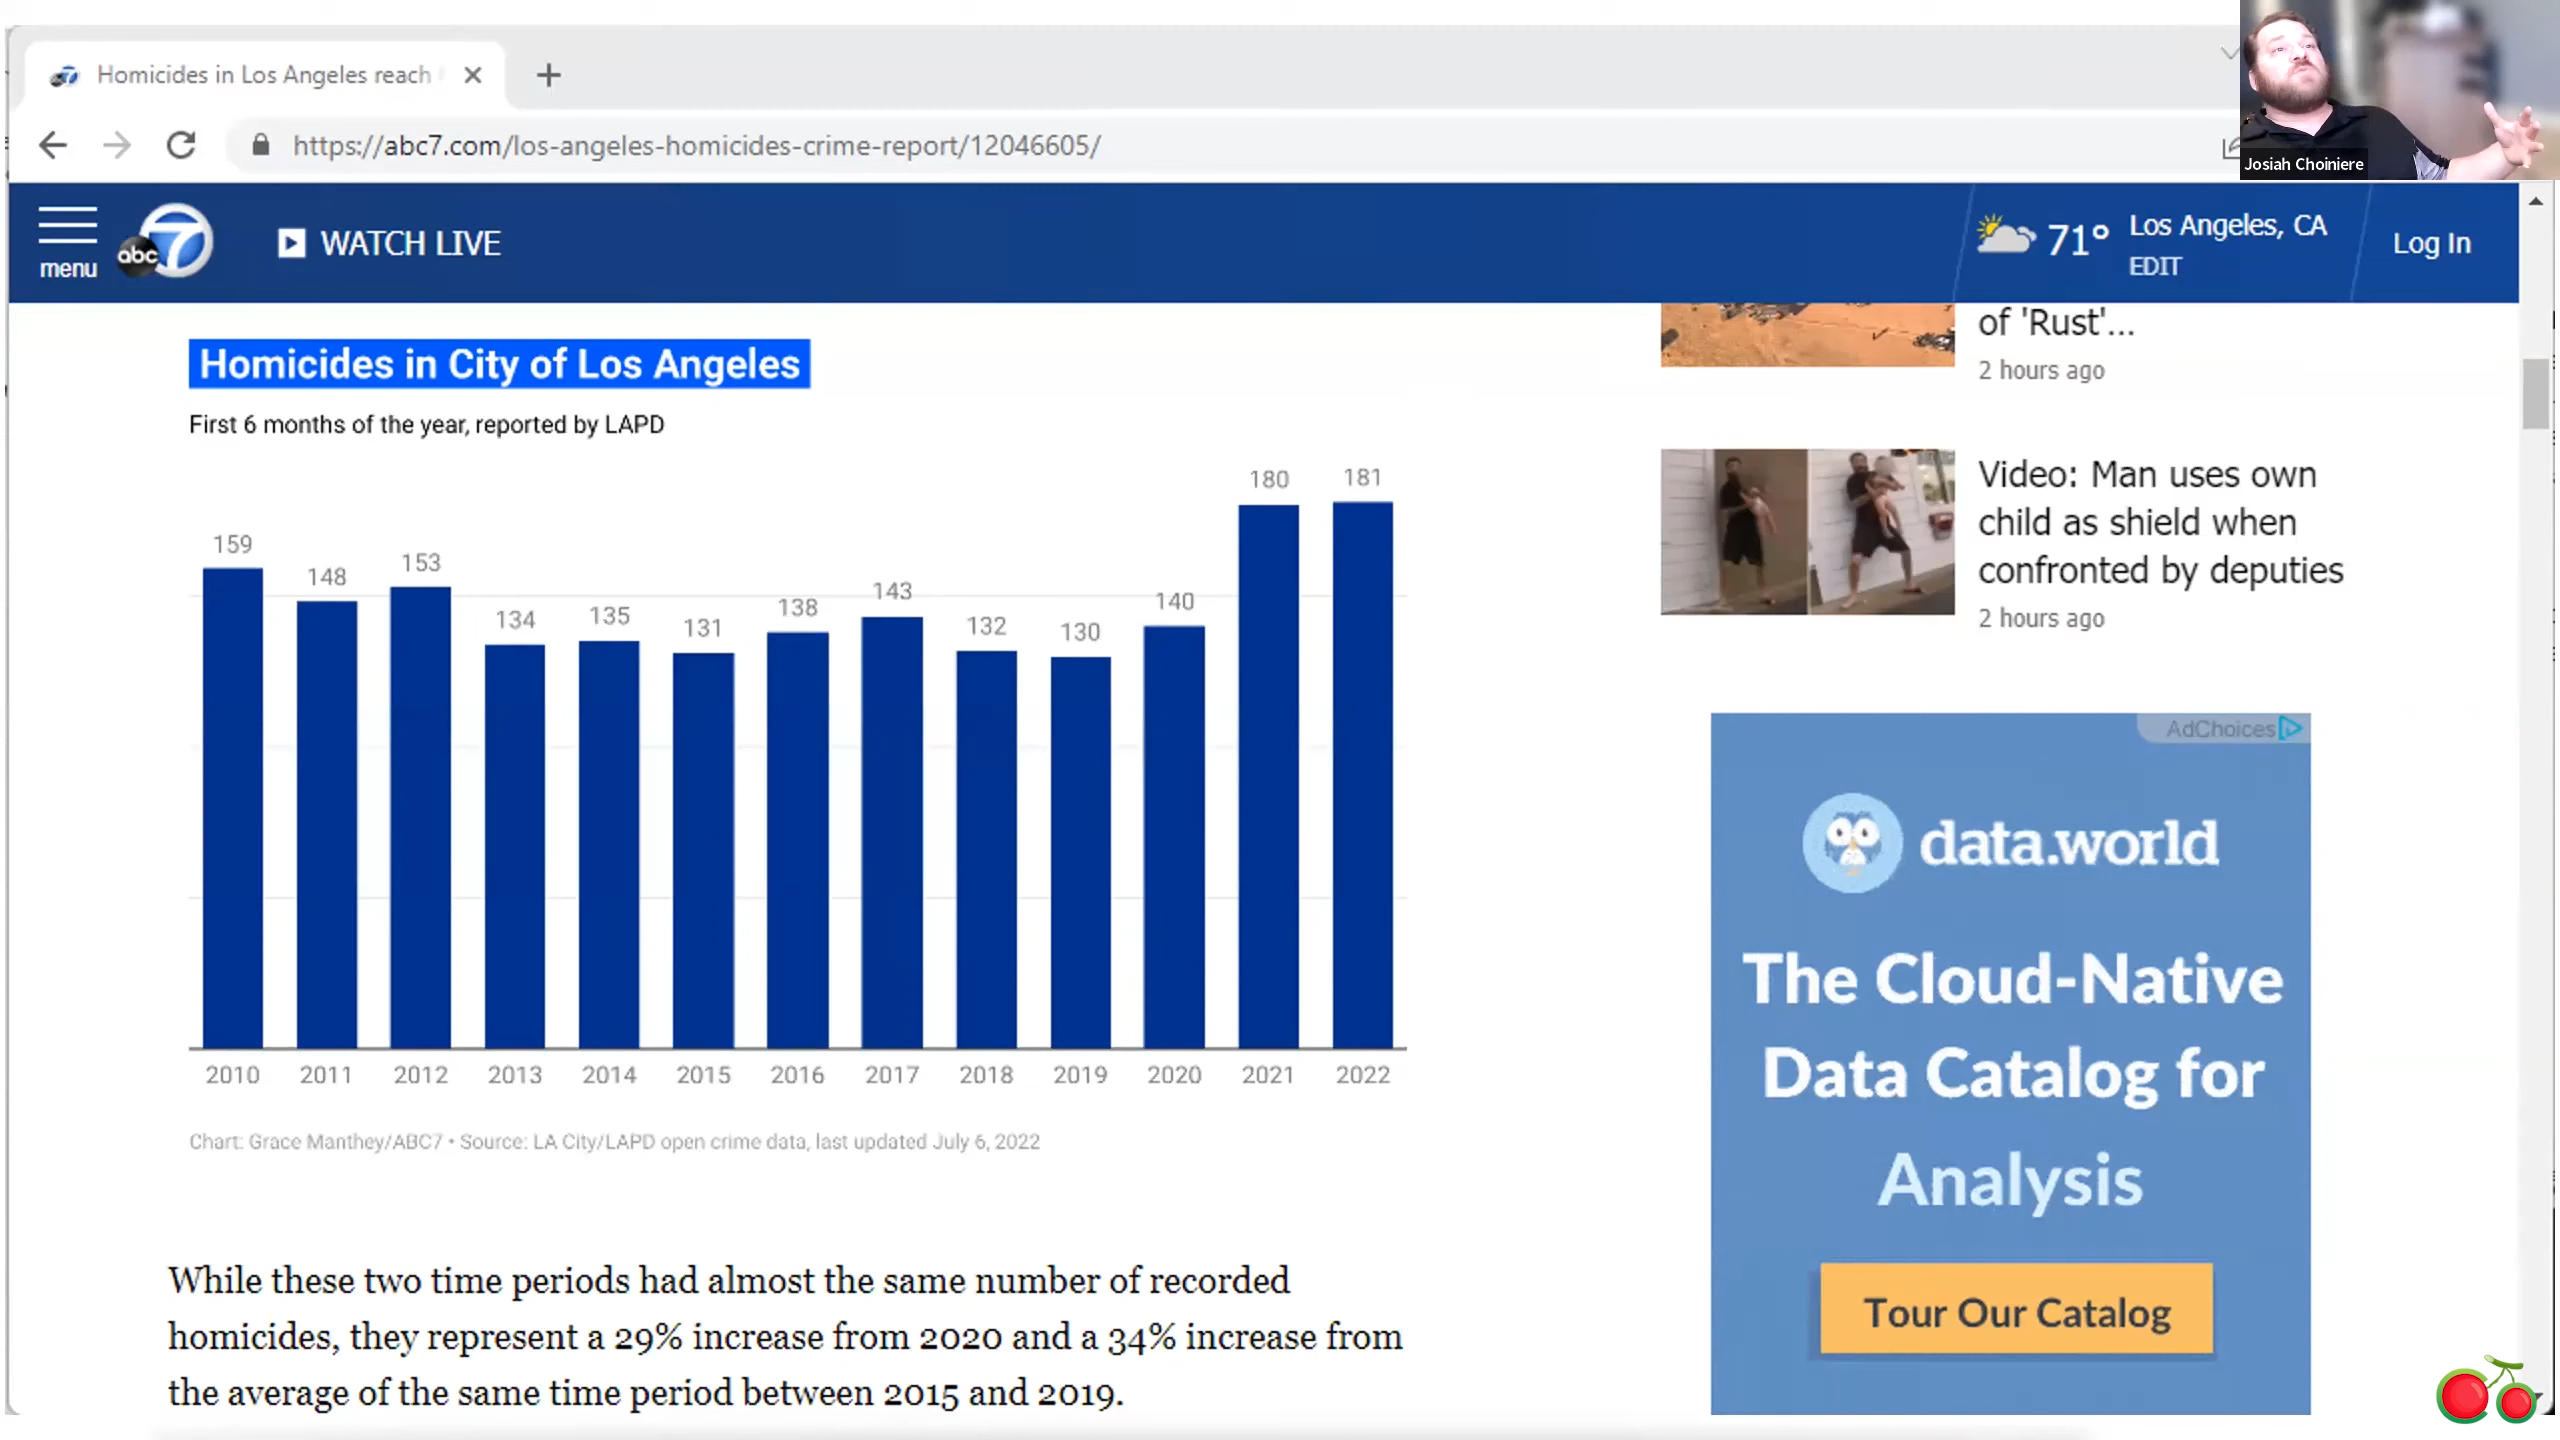 Homicides in Los Angeles reach
https://abc7.com/los-angeles-homicides-crime-report/12046605/
Josiah Choiniere
menu
abc 7
WATCH LIVE
71°
Los Angeles, CA
EDIT
Log In
Homicides in City of Los Angeles
First 6 months of the year, reported by LAPD
159
148
153
134
135
131
138
143
132
130
140
180
181
2010 2011 2012 2013 2014 2015 2016 2017 2018 2019 2020 2021 2022
Chart: Grace Manthey/ABC7 • Source: LA City/LAPD open crime data, last updated July 6, 2022
While these two time periods had almost the same number of recorded
homicides, they represent a 29% increase from 2020 and a 34% increase from
the average of the same time period between 2015 and 2019.
of 'Rust'...
2 hours ago
Video: Man uses own
child as shield when
confronted by deputies
2 hours ago
AdChoices
data.world
The Cloud-Native
Data Catalog for
Analysis
Tour Our Catalog